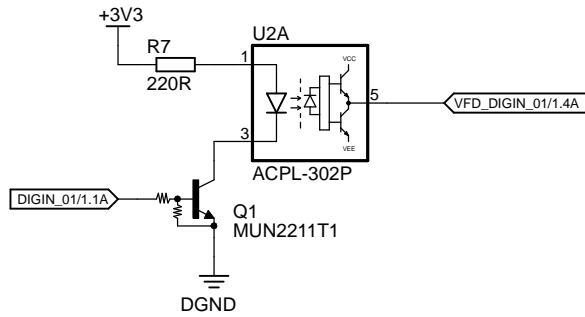 +3V3
R7
220R
U2A
1
VCC
5
VFD_DIGIN_01/1.4A
3
VEE
ACPL-302P
DIGIN_01/1.1A
Q1
MUN2211T1
DGND